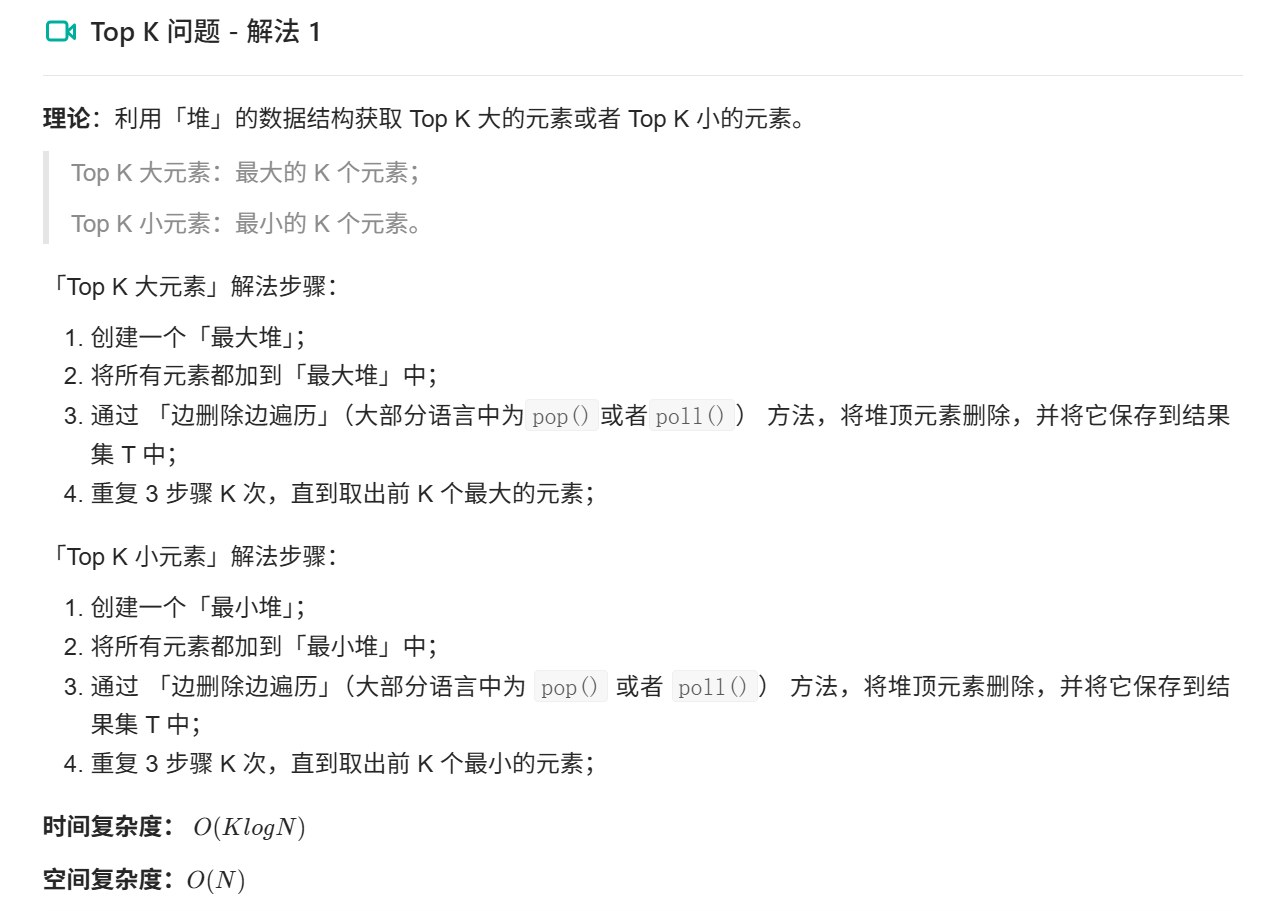 Top K 问题 - 解法 1
理论：利用「堆」的数据结构获取 Top K 大的元素或者 Top K 小的元素。
Top K 大元素：最大的 K 个元素；
Top K 小元素：最小的 K 个元素。
「Top K 大元素」解法步骤：
1. 创建一个「最大堆」；
2. 将所有元素都加到「最大堆」中；
3. 通过 「边删除边遍历」（大部分语言中为 pop() 或者 poll()） 方法，将堆顶元素删除，并将它保存到结果
集 T 中；
4. 重复 3 步骤 K 次，直到取出前 K 个最大的元素；
「Top K 小元素」解法步骤：
1. 创建一个「最小堆」；
2. 将所有元素都加到「最小堆」中；
3. 通过 「边删除边遍历」（大部分语言中为 pop() 或者 poll()） 方法，将堆顶元素删除，并将它保存到结
果集 T 中；
4. 重复 3 步骤 K 次，直到取出前 K 个最小的元素；
时间复杂度： O(KlogN)
空间复杂度：O(N)